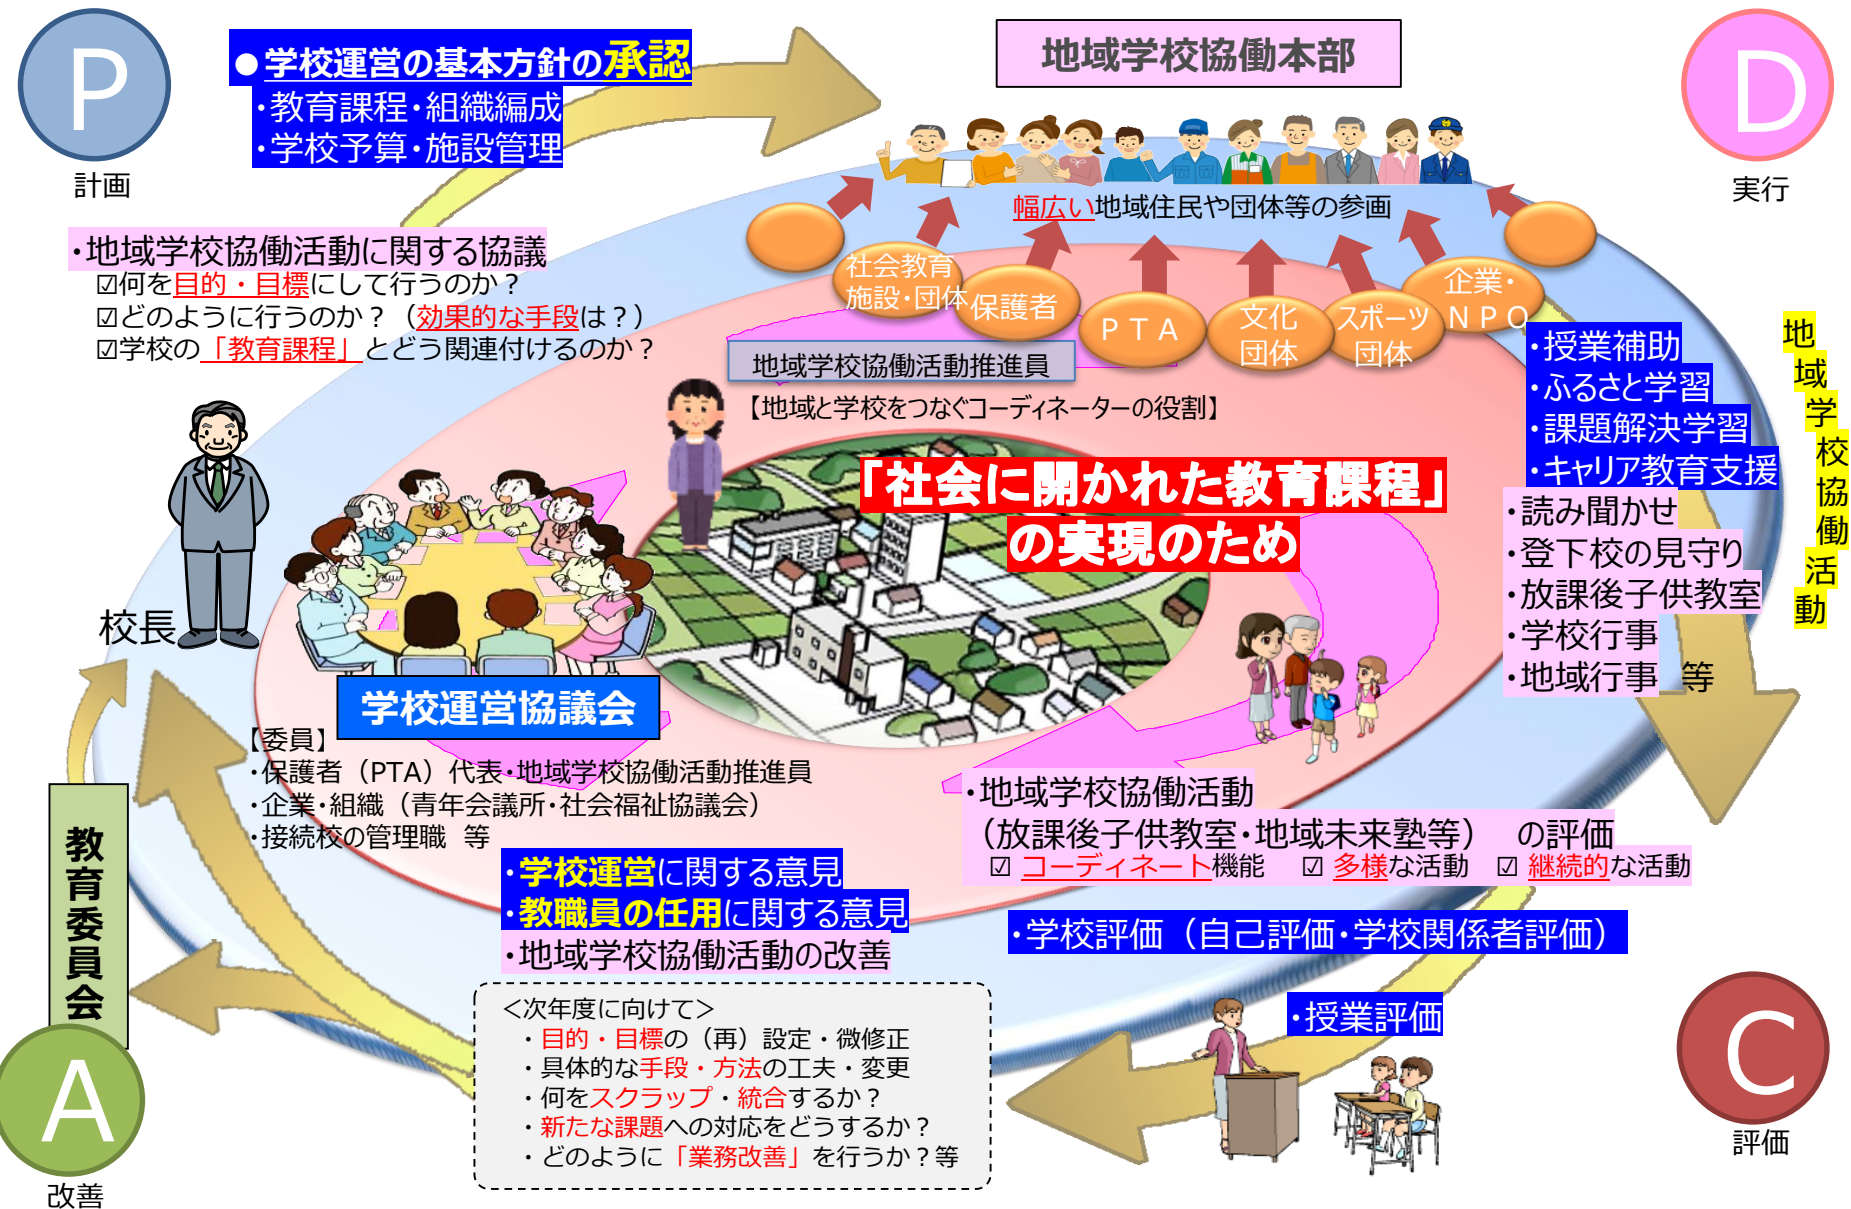 P
計画
●学校運営の基本方針の承認
・教育課程・組織編成
・学校予算・施設管理
地域学校協働本部
D
実行
・地域学校協働活動に関する協議
☑何を目的・目標にして行うのか？
☑どのように行うのか？（効果的な手段は？）
☑学校の「教育課程」とどう関連付けるのか？
幅広い地域住民や団体等の参画
社会教育
施設・団体
保護者
ＰＴＡ
文化
団体
スポーツ
団体
企業・
ＮＰＯ
地域学校協働活動推進員
【地域と学校をつなぐコーディネーターの役割】
・授業補助
・ふるさと学習
・課題解決学習
・キャリア教育支援
・読み聞かせ
・登下校の見守り
・放課後子供教室
・学校行事
・地域行事　等
地域学校協働活動
「社会に開かれた教育課程」
の実現のため
校長
学校運営協議会
【委員】
・保護者（PTA）代表・地域学校協働活動推進員
・企業・組織（青年会議所・社会福祉協議会）
・接続校の管理職　等
・地域学校協働活動
（放課後子供教室・地域未来塾等）　の評価
☑ コーディネート機能　☑ 多様な活動　☑ 継続的な活動
・学校評価（自己評価・学校関係者評価）
・授業評価
C
評価
・学校運営に関する意見
・教職員の任用に関する意見
・地域学校協働活動の改善
＜次年度に向けて＞
・目的・目標の（再）設定・微修正
・具体的な手段・方法の工夫・変更
・何をスクラップ・統合するか？
・新たな課題への対応をどうするか？
・どのように「業務改善」を行うか？等
教育委員会
A
改善